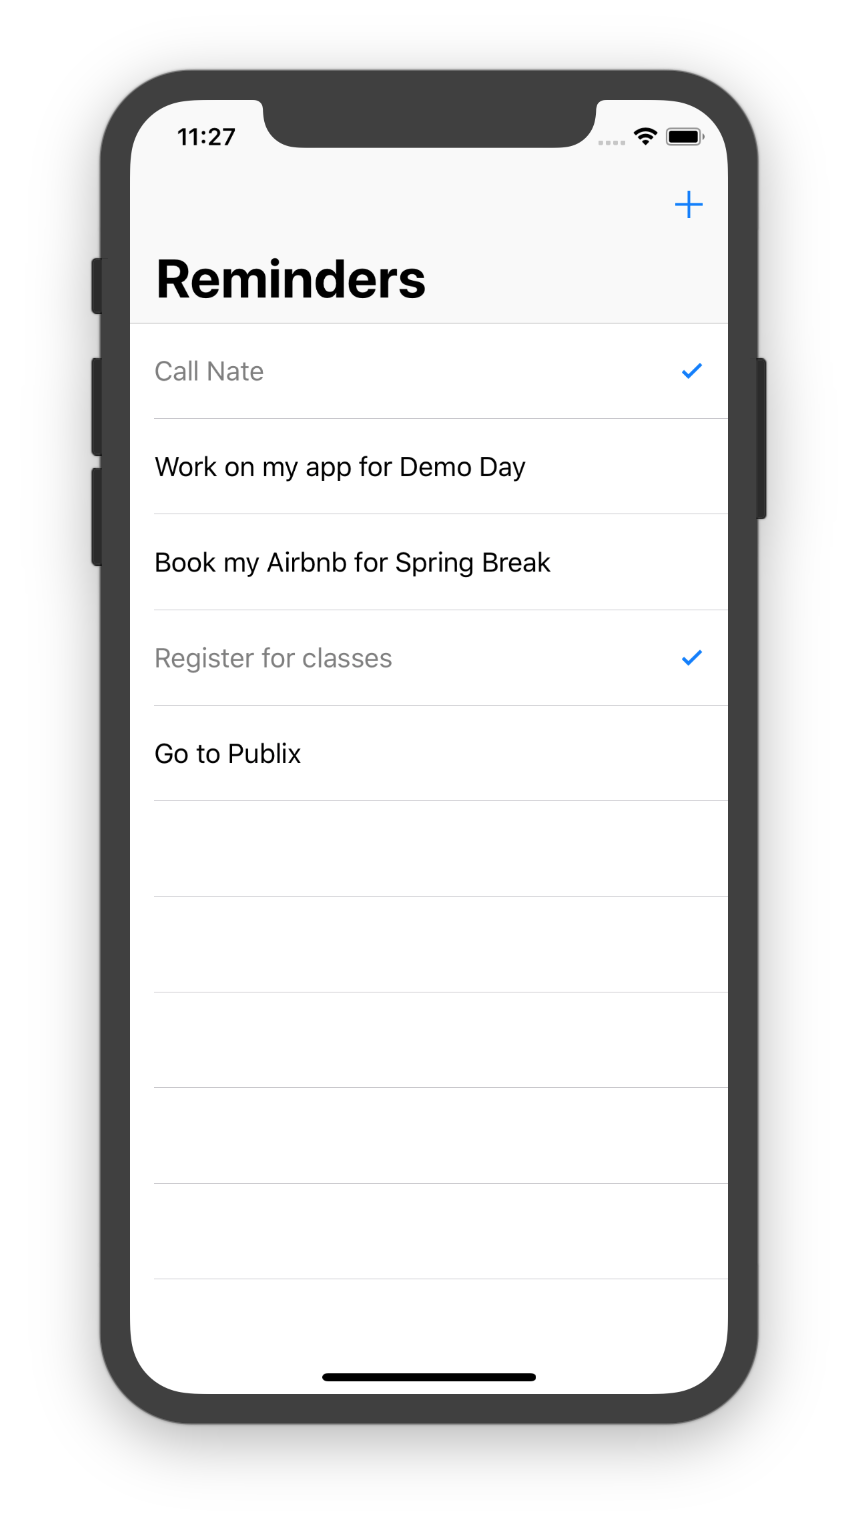 11:27
Reminders
Call Nate
Work on my app for Demo Day
Book my Airbnb for Spring Break
Register for classes
Go to Publix